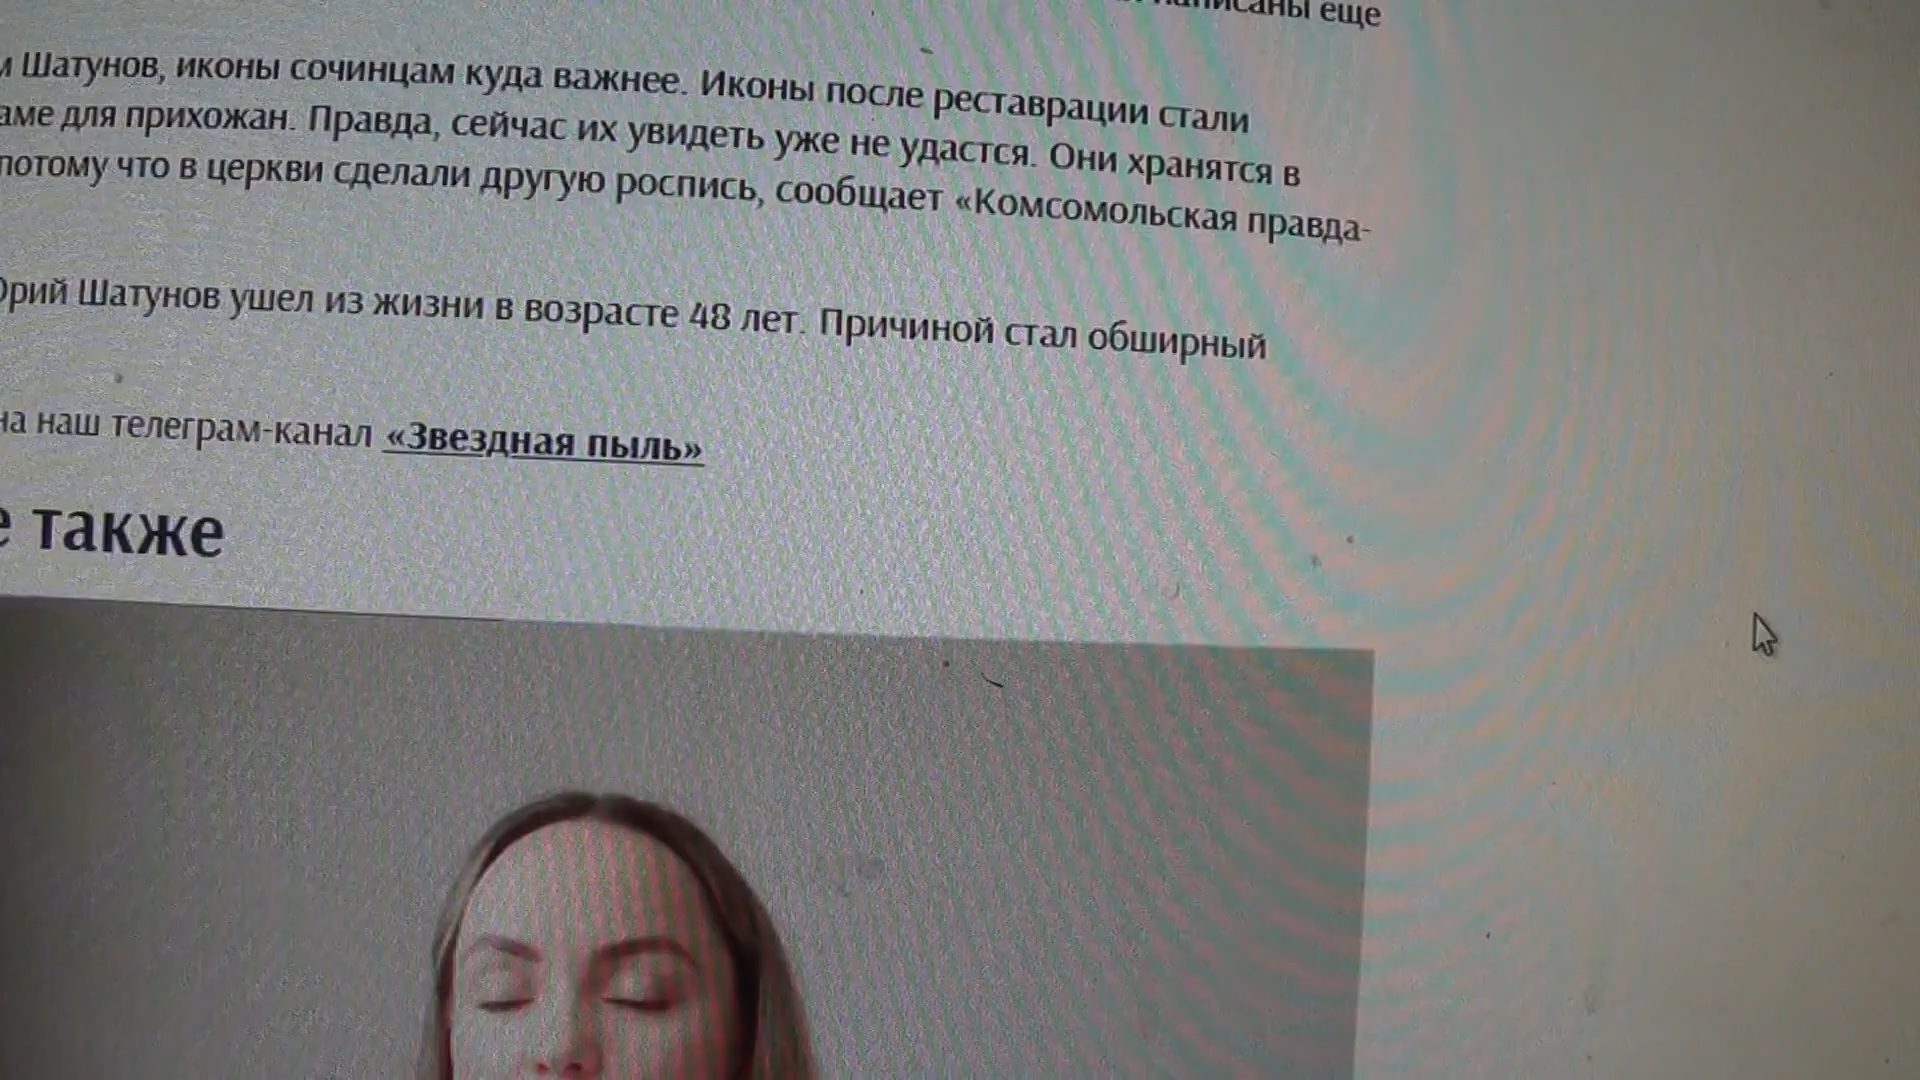 написаны еще
Шатунов, иконы сочинцам куда важнее. Иконы после реставрации стали
для прихожан. Правда, сейчас их увидеть уже не удастся. Они хранятся в
потому что в церкви сделали другую роспись, сообщает «Комсомольская правда-
Юрий Шатунов ушел из жизни в возрасте 48 лет. Причиной стал обширный
на наш телеграм-канал «Звездная пыль»
также